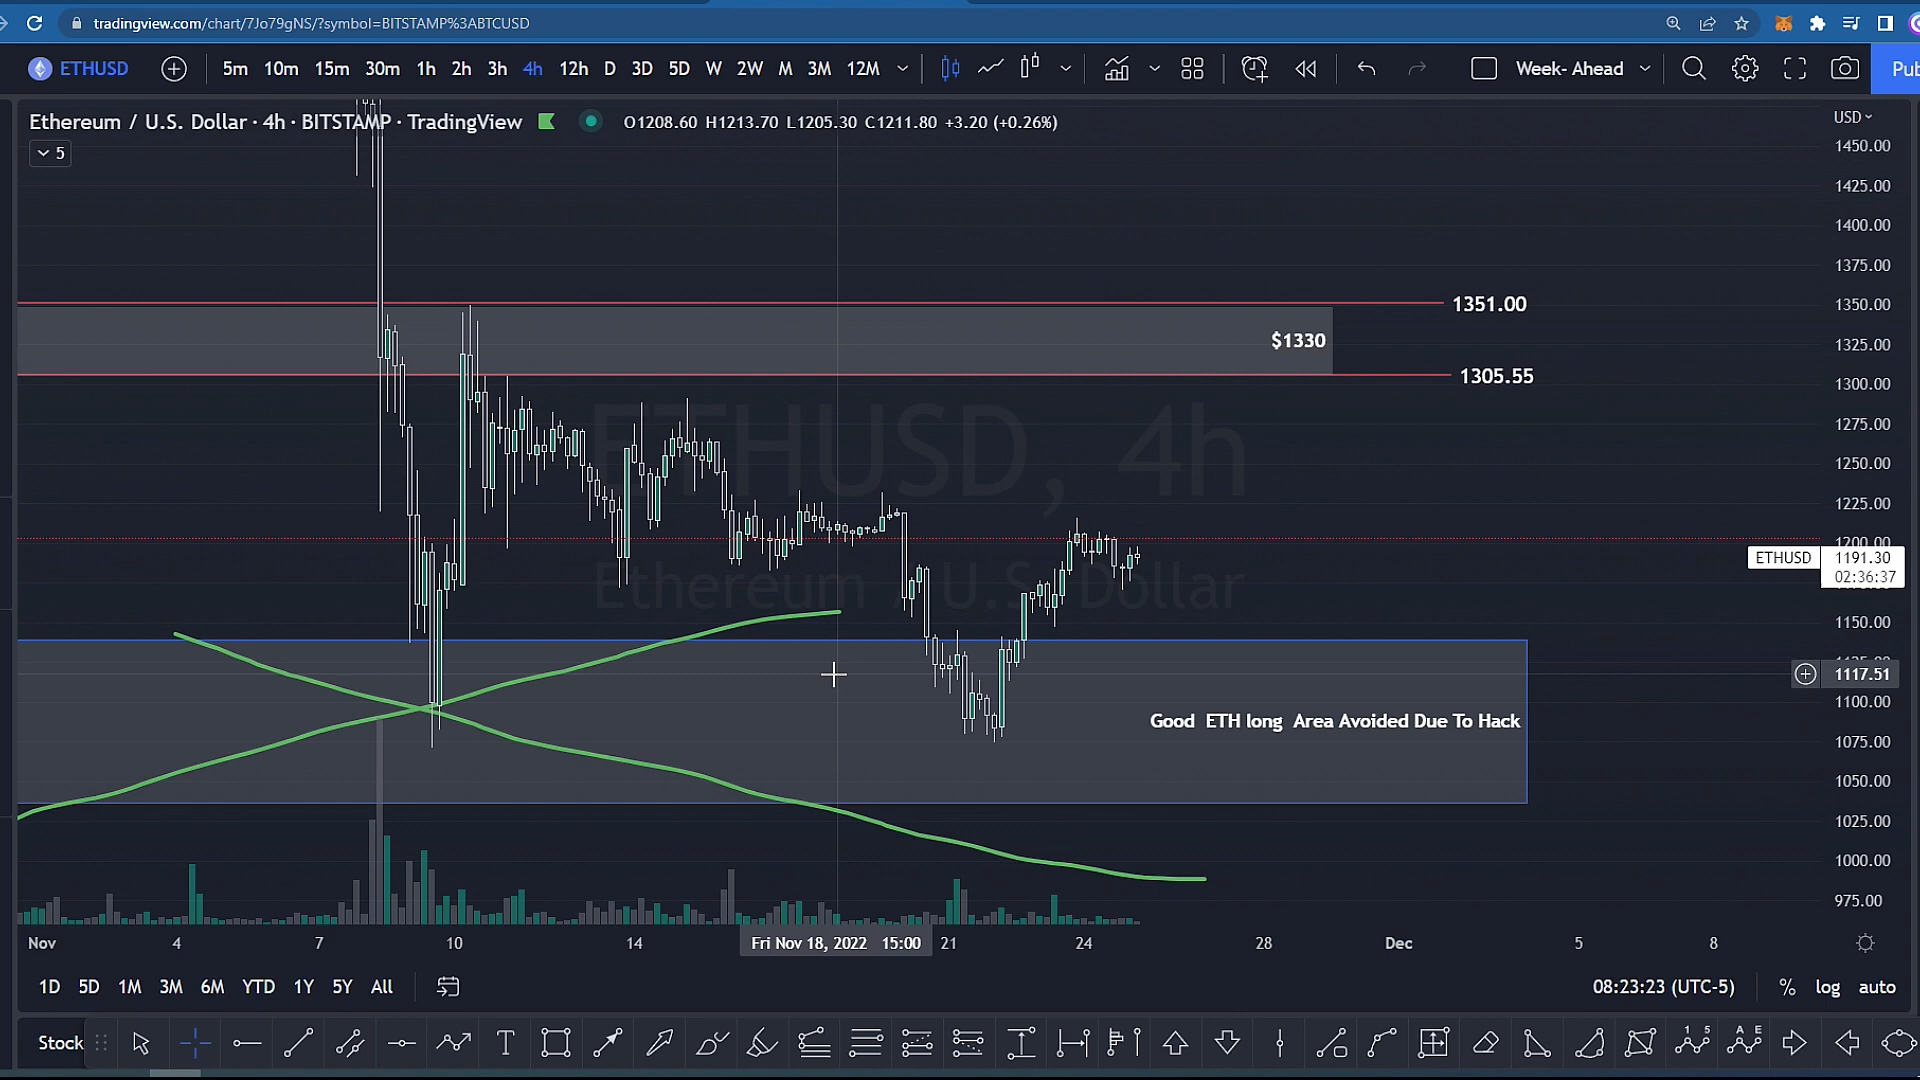 tradingview.com/chart/7Jo79gNS/?symbol=BITSTAMP%3ABTCUSD
ETHUSD 5m 10m 15m 30m 1h 2h 3h 4h 12h D 3D 5D W 2W M 3M 12M Week- Ahead Pub
Ethereum / U.S. Dollar · 4h · BITSTAMP · TradingView O1208.60 H1213.70 L1205.30 C1211.80 +3.20 (+0.26%)
USD
5
1450.00
1425.00
1400.00
1375.00
1350.00
1351.00
$1330
1325.00
1305.55
1300.00
1275.00
ETHUSD, 4h
1250.00
1225.00
1200.00
ETHUSD 1191.30
02:36:37
Ethereum / U.S. Dollar
1150.00
1117.51
1100.00
Good ETH long Area Avoided Due To Hack
1075.00
1050.00
1025.00
1000.00
975.00
Nov 4 7 10 14 Fri Nov 18, 2022 15:00 21 24 28 Dec 5 8
1D 5D 1M 3M 6M YTD 1Y 5Y All 08:23:23 (UTC-5) % log auto
Stock T 1 5 A E